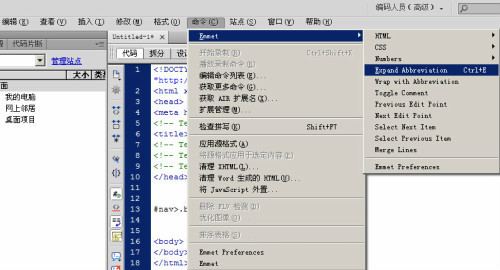 编码人员 (高级)
编辑(E) 查看(V) 插入(I) 修改(M) 格式(O) 命令(C) 站点(S) 窗口(W) 帮助(H)
代码片断
管理站点
大小
面
我的电脑
网上邻居
桌面项目
Untitled-1*
代码 拆分
1 <!DOCTY
2 "http:/
3 <html x
4 <head>
5 <meta h
6 <!-- Te
7 <title>
8 <!-- Te
9 <!-- Te
10 <!-- Te
11 </head>
12
13 #nav>.b
14
15
16 <body>
17 </body>
18 </html>
Emmet
开始录制(R) Ctrl+Shift+X
播放录制命令(P)
编辑命令列表(E)...
获取更多命令(G)...
获取 AIR 扩展名(X)...
扩展管理(M)...
检查拼写(K) Shift+F7
应用源格式(A)
将源格式应用于选定内容(F)
清理 XHTML(L)...
清理 Word 生成的 HTML(U)...
将 JavaScript 外置...
删除 FLV 检测(D)
优化图像(O)
排序表格(S)...
Emmet Preferences
Emmet
HTML
CSS
Numbers
Expand Abbreviation Ctrl+E
Wrap with Abbreviation
Toggle Comment
Previous Edit Point
Next Edit Point
Select Next Item
Select Previous Item
Merge Lines
Emmet Preferences